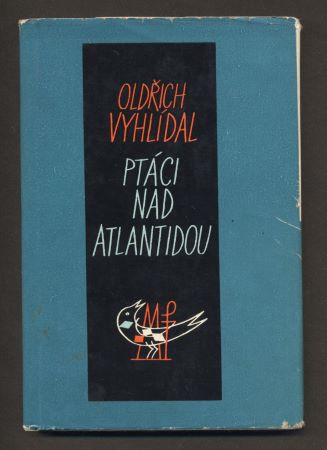 OLDŘICH
VYHLÍDAL
PTÁCI
NAD
ATLANTIDOU